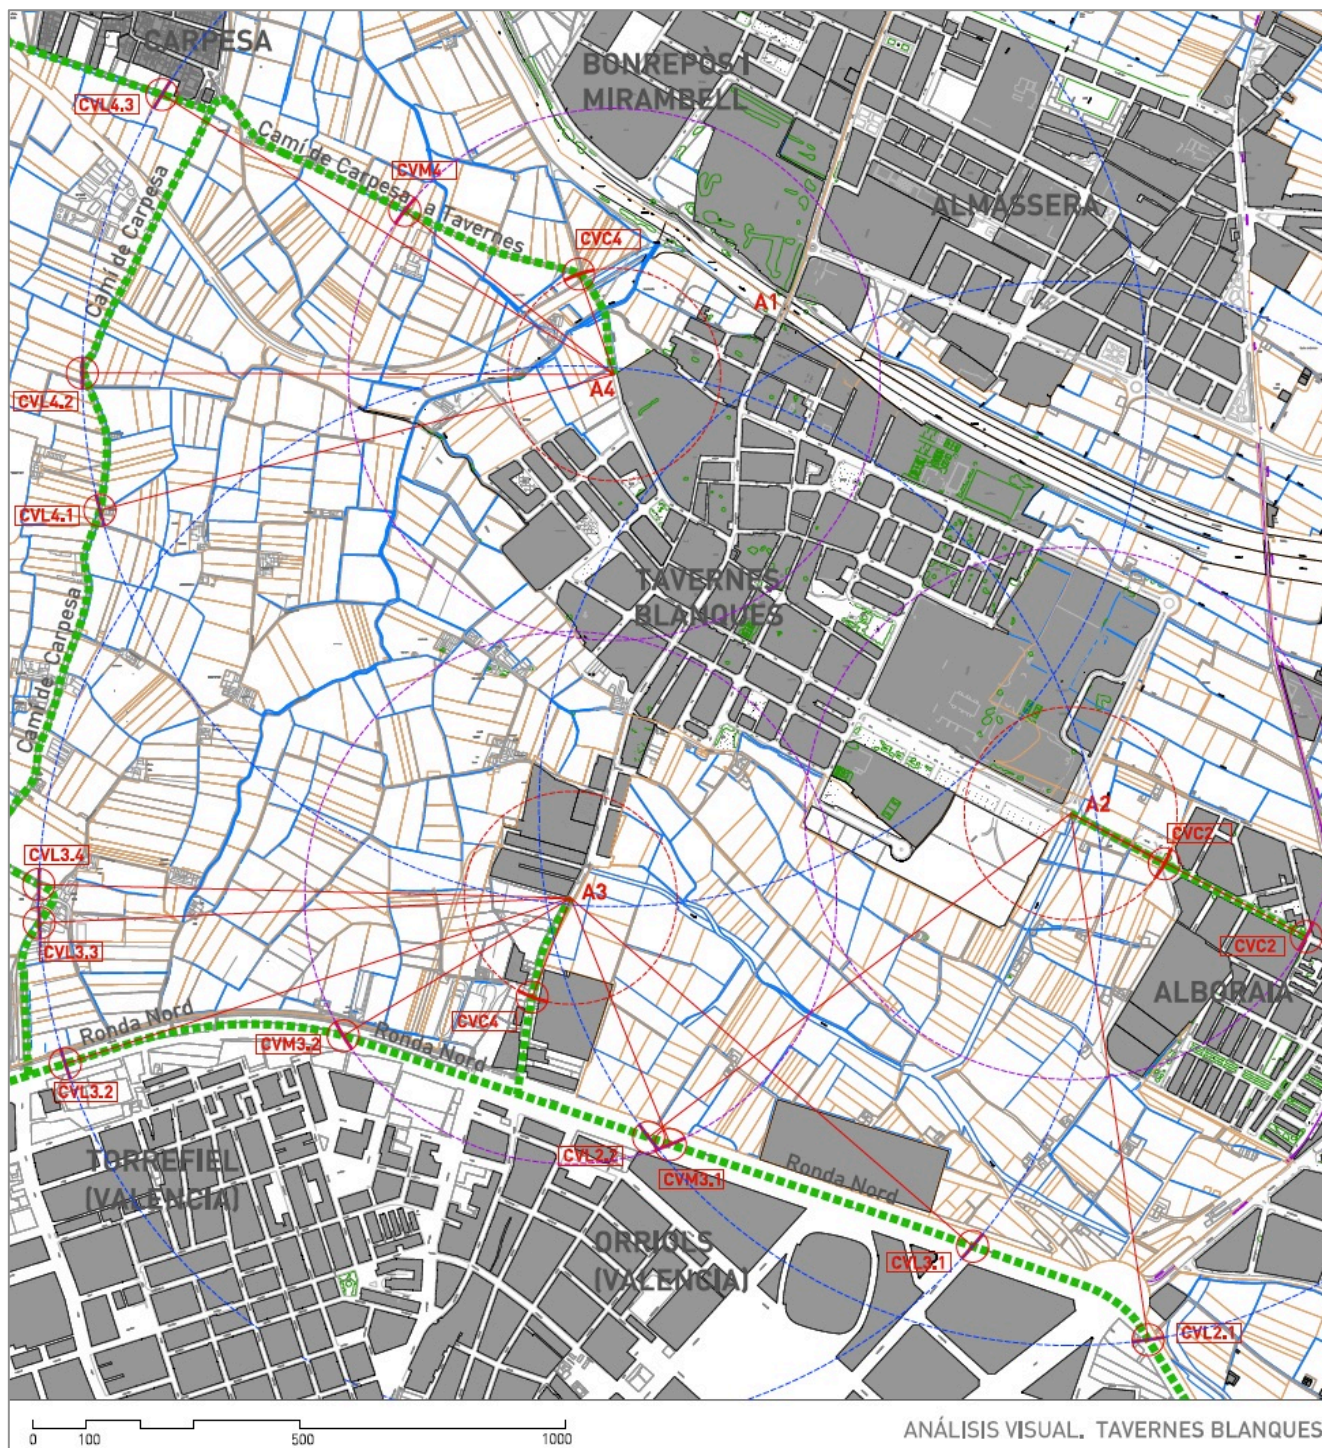 CARPESA
BONREPÒS I
MIRAMBELL
CVL4.3
Camí de Carpesa a Tavernes
CVM4
Camí de Carpesa
ALMASSERA
CVC4
A1
A4
CVL4.2
CVL4.1
TAVERNES
BLANQUES
Camí de Carpesa
A2
CVC2
CVL3.4
A3
CVL3.3
CVC2
ALBORAIA
CVC4
Ronda Nord
CVM3.2
Ronda Nord
CVL3.2
TORREFIEL
(VALENCIA)
CVL2.2
CVM3.1
Ronda Nord
ORRIOLS
(VALENCIA)
CVL3.1
CVL2.1
0 100 500 1000
ANÁLISIS VISUAL. TAVERNES BLANQUES